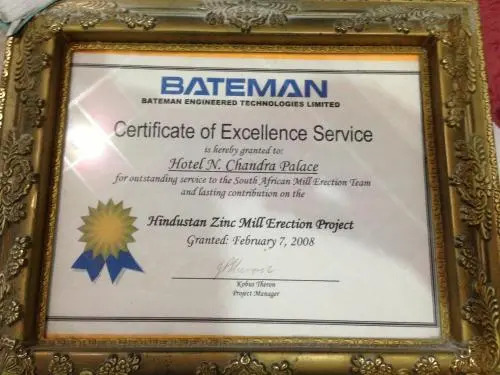 BATEMAN
BATEMAN ENGINEERED TECHNOLOGIES LIMITED
Certificate of Excellence Service
is hereby granted to:
Hotel N. Chandra Palace
for outstanding service to the South African Mill Erection Team
and lasting contribution on the
Hindustan Zinc Mill Erection Project
Granted: February 7, 2008
Kobus Theron
Project Manager